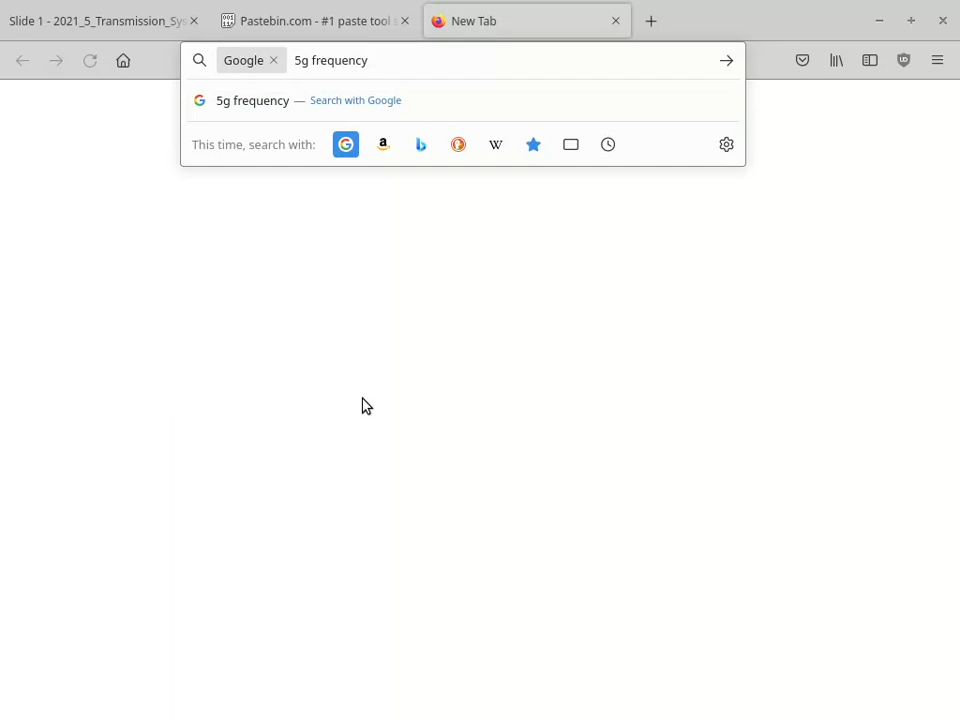 Slide 1 - 2021_5_Transmission_Sys
Pastebin.com - #1 paste tool s
New Tab
Google 5g frequency
5g frequency — Search with Google
This time, search with: